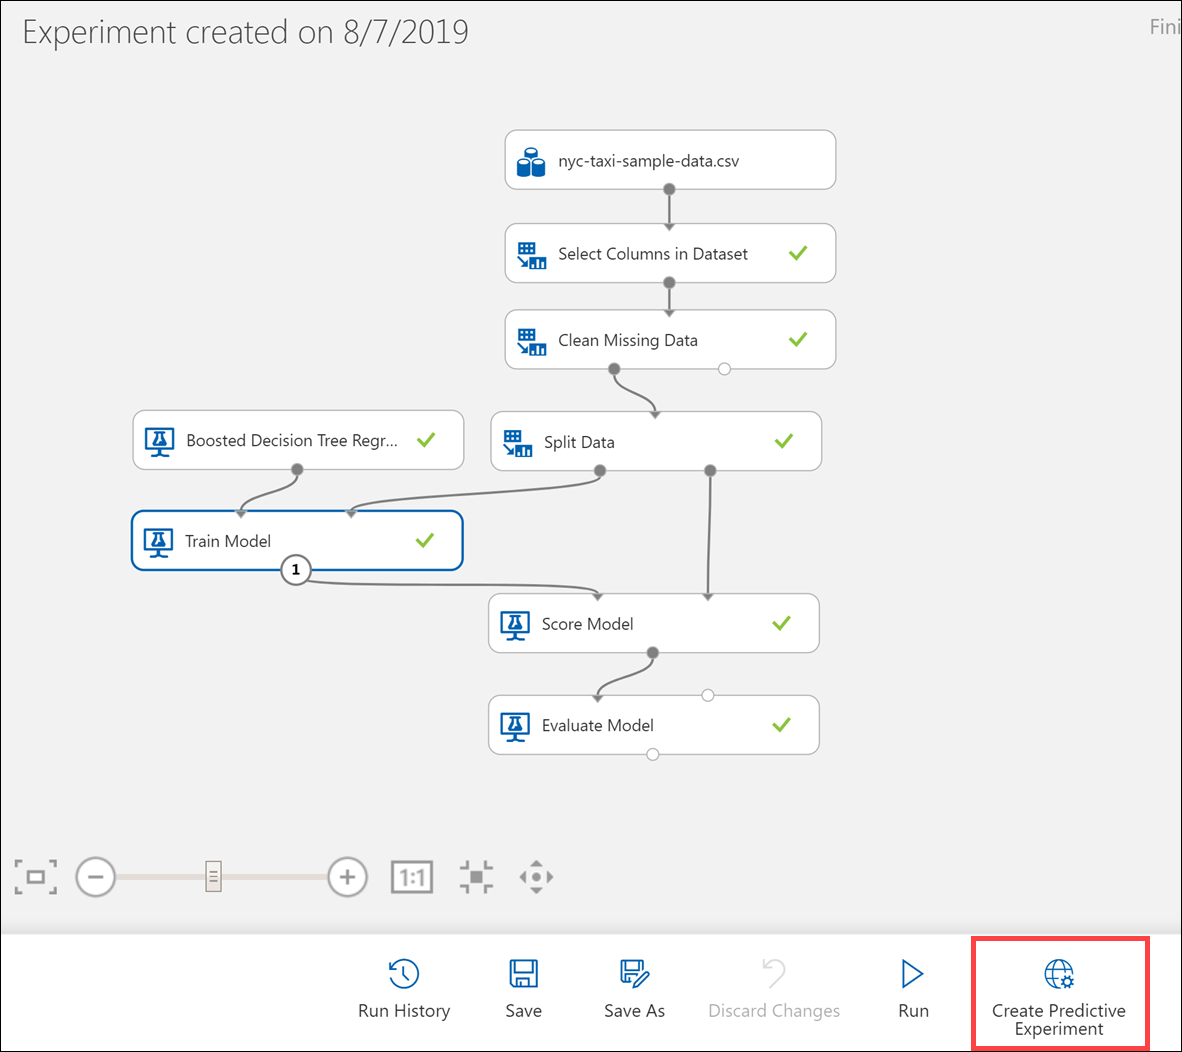 Experiment created on 8/7/2019
Fini
nyc-taxi-sample-data.csv
Select Columns in Dataset
Clean Missing Data
Boosted Decision Tree Regr...
Split Data
Train Model
1
Score Model
Evaluate Model
1:1
Run History
Save
Save As
Discard Changes
Run
Create Predictive
Experiment